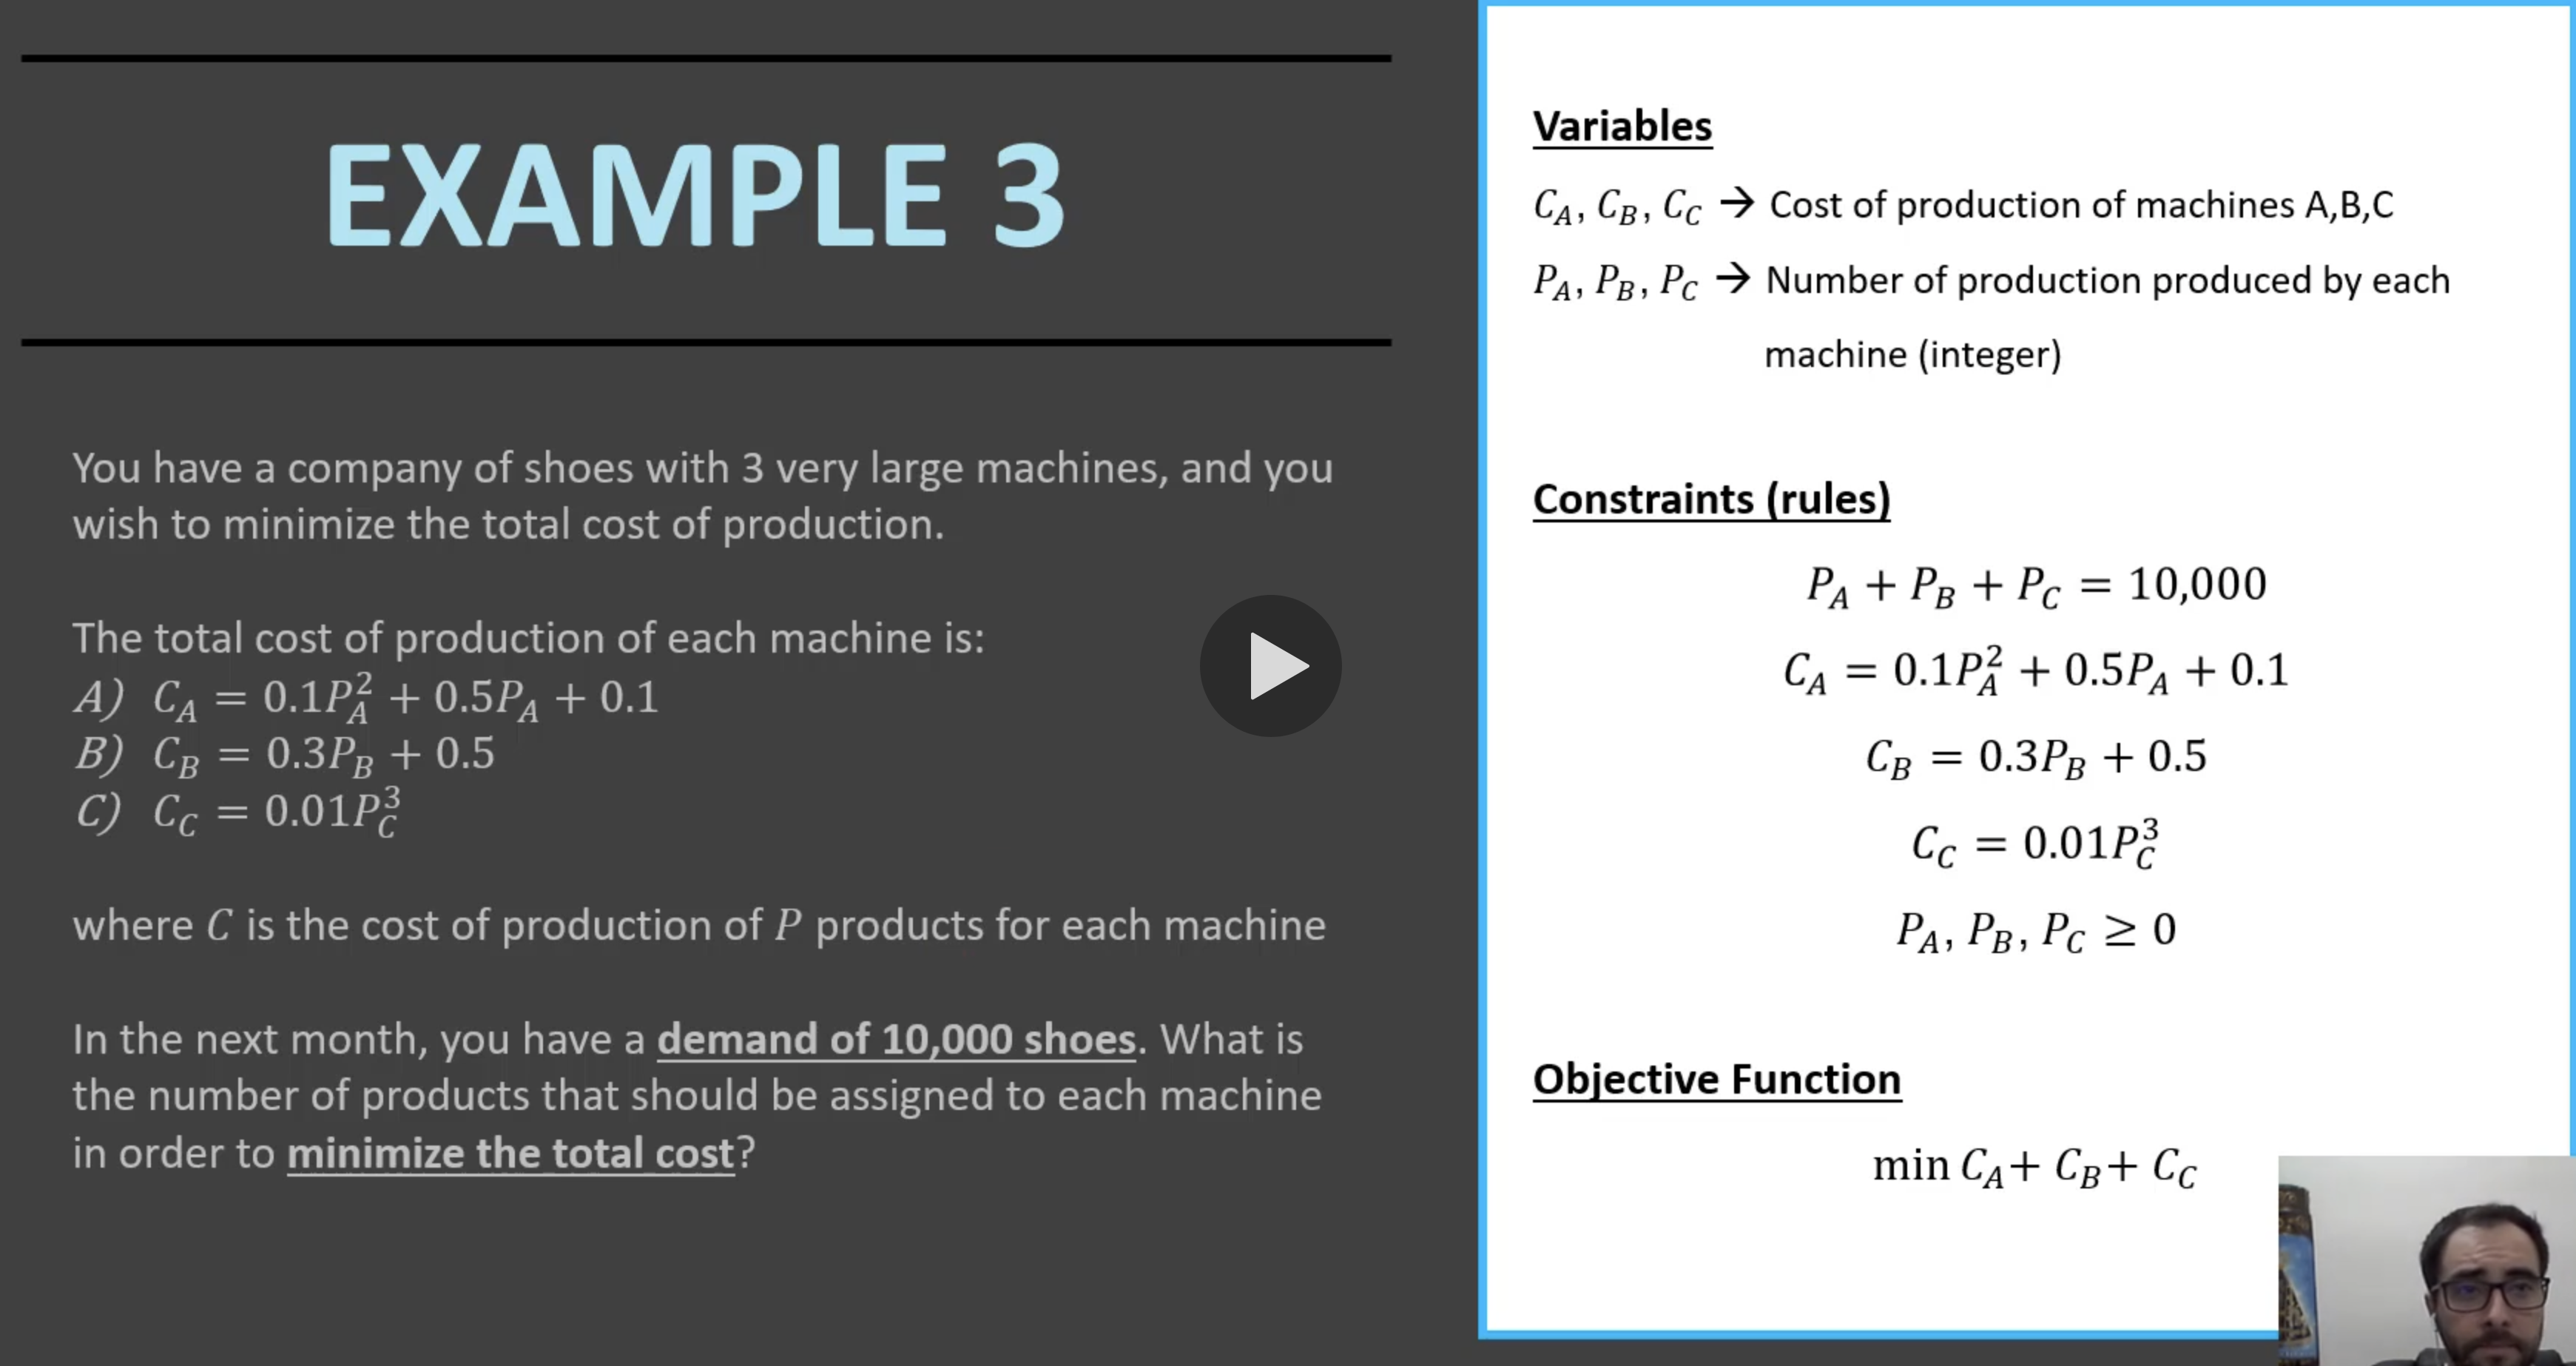 EXAMPLE 3
You have a company of shoes with 3 very large machines, and you
wish to minimize the total cost of production.
The total cost of production of each machine is:
A) C_A = 0.1P_A^2 + 0.5P_A + 0.1
B) C_B = 0.3P_B + 0.5
C) C_C = 0.01P_C^3
where C is the cost of production of P products for each machine
In the next month, you have a demand of 10,000 shoes. What is
the number of products that should be assigned to each machine
in order to minimize the total cost?
Variables
C_A, C_B, C_C → Cost of production of machines A,B,C
P_A, P_B, P_C → Number of production produced by each
machine (integer)
Constraints (rules)
P_A + P_B + P_C = 10,000
C_A = 0.1P_A^2 + 0.5P_A + 0.1
C_B = 0.3P_B + 0.5
C_C = 0.01P_C^3
P_A, P_B, P_C ≥ 0
Objective Function
min C_A + C_B + C_C